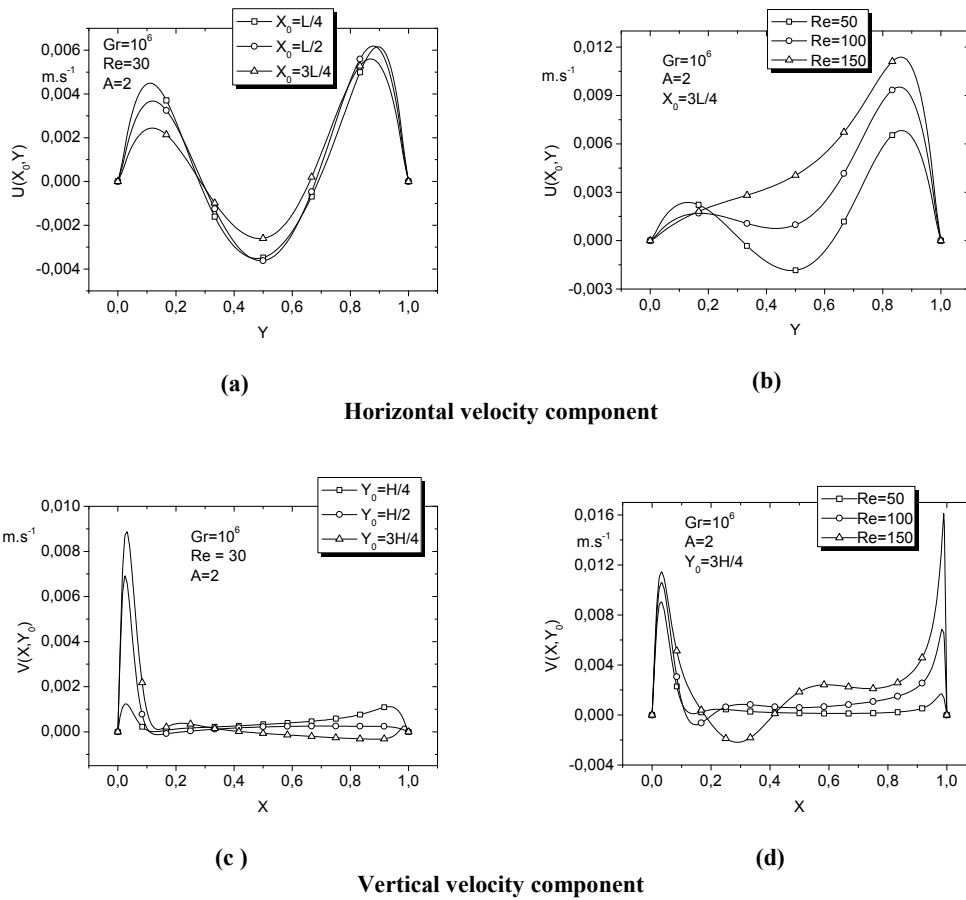 X₀=L/4
X₀=L/2
X₀=3L/4
Gr=10⁶
Re=30
A=2
0,006
m.s⁻¹
0,004
0,002
0,000
-0,002
-0,004
U(X₀,Y)
0,0 0,2 0,4 0,6 0,8 1,0
Y
(a)
Re=50
Re=100
Re=150
Gr=10⁶
A=2
X₀=3L/4
0,012
m.s⁻¹
0,009
0,006
0,003
0,000
-0,003
U(X₀,Y)
0,0 0,2 0,4 0,6 0,8 1,0
Y
(b)
Horizontal velocity component
Y₀=H/4
Y₀=H/2
Y₀=3H/4
Gr=10⁶
Re = 30
A=2
0,010
m.s⁻¹
0,008
0,006
0,004
0,002
0,000
V(X,Y₀)
0,0 0,2 0,4 0,6 0,8 1,0
X
(c )
Re=50
Re=100
Re=150
Gr=10⁶
A=2
Y₀=3H/4
0,016
m.s⁻¹
0,012
0,008
0,004
0,000
-0,004
V(X,Y₀)
0,0 0,2 0,4 0,6 0,8 1,0
X
(d)
Vertical velocity component